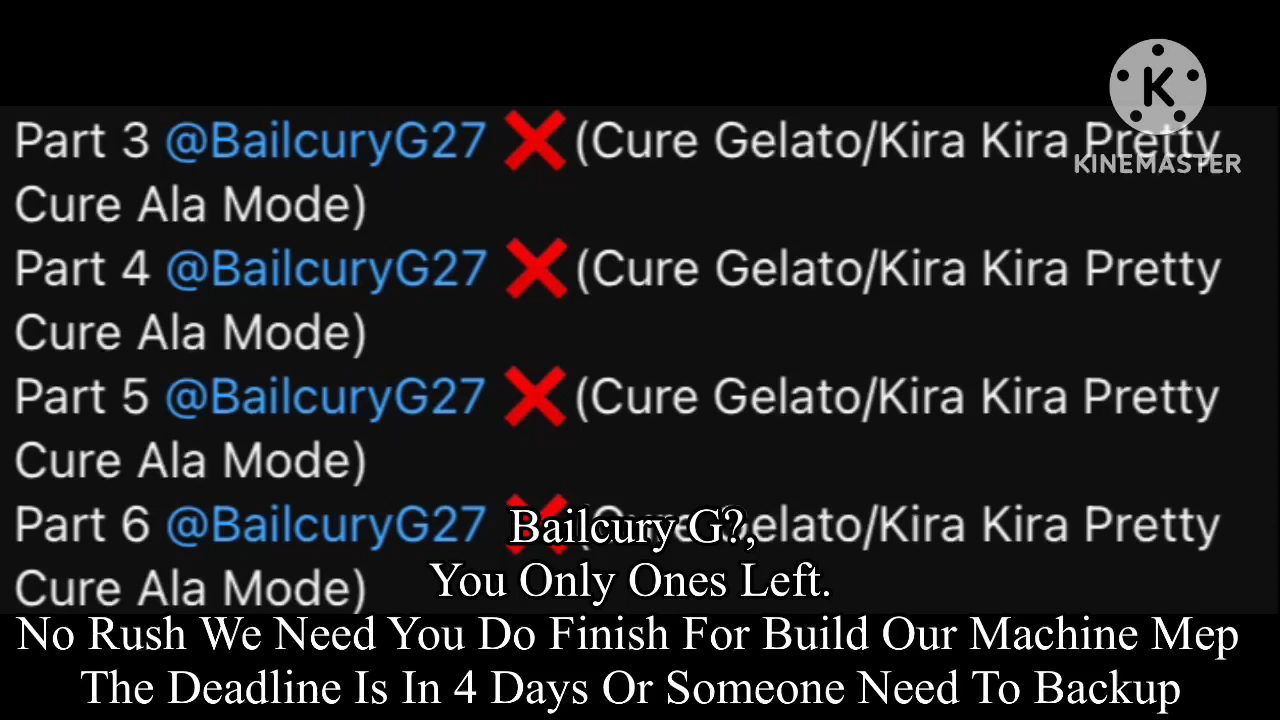 Part 3 @BailcuryG27 ❌(Cure Gelato/Kira Kira Pretty
Cure Ala Mode)
KINEMASTER
Part 4 @BailcuryG27 ❌(Cure Gelato/Kira Kira Pretty
Cure Ala Mode)
Part 5 @BailcuryG27 ❌(Cure Gelato/Kira Kira Pretty
Cure Ala Mode)
Part 6 @BailcuryG27 ❌(Cure Gelato/Kira Kira Pretty
Cure Ala Mode)
Bailcury G?,
You Only Ones Left.
No Rush We Need You Do Finish For Build Our Machine Mep
The Deadline Is In 4 Days Or Someone Need To Backup